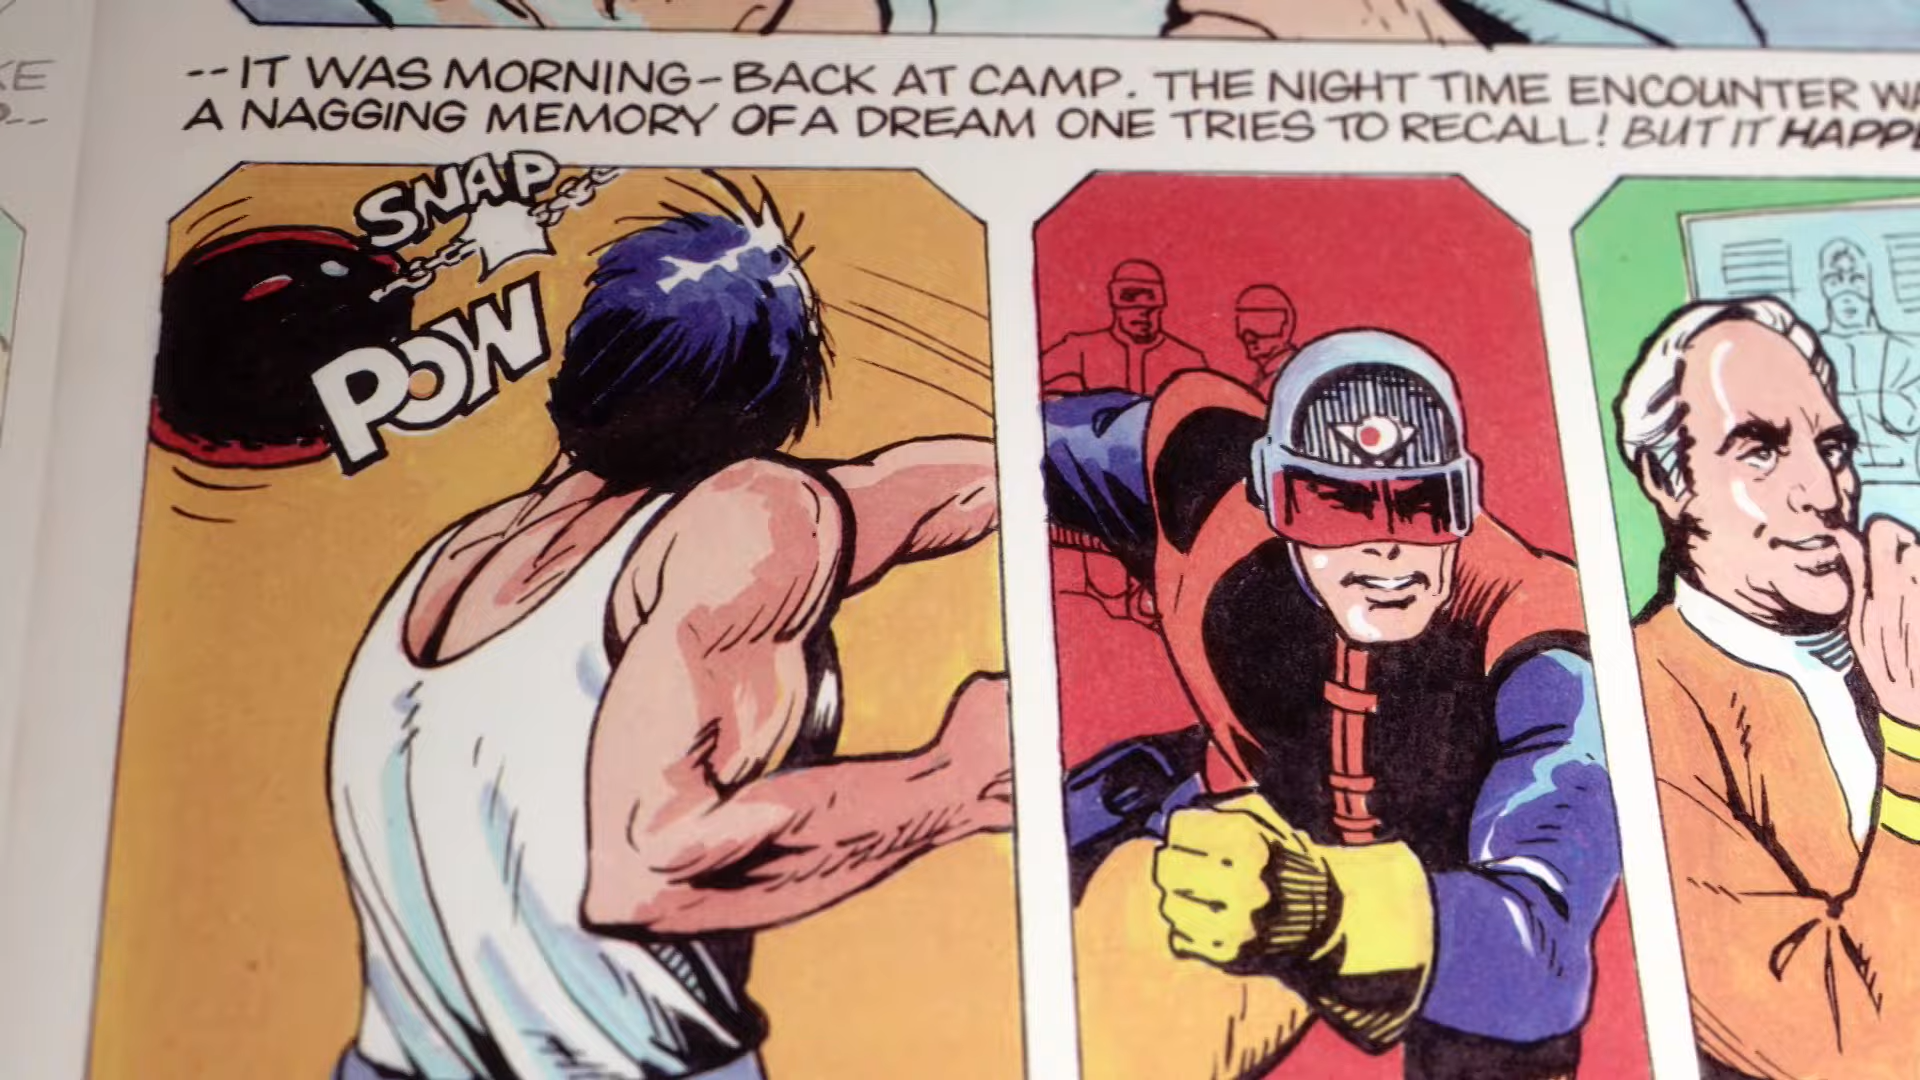 --IT WAS MORNING-BACK AT CAMP. THE NIGHT TIME ENCOUNTER
A NAGGING MEMORY OF A DREAM ONE TRIES TO RECALL! BUT IT
SNAP
POW